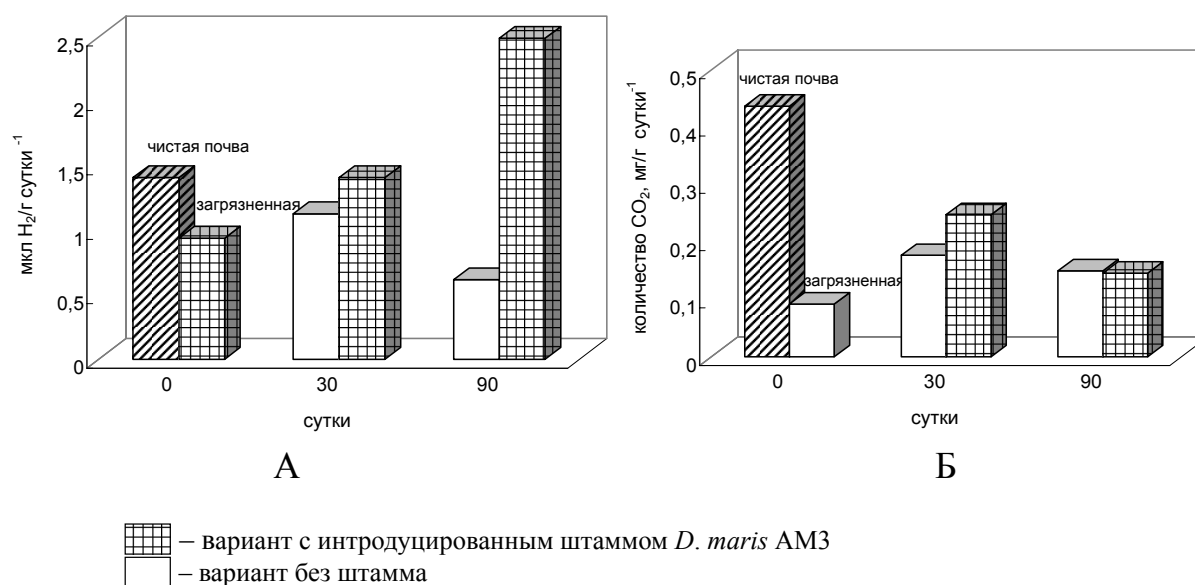 мкл H₂/г сутки⁻¹
2,5
2
1,5
1
0,5
0
чистая почва
загрязненная
0 30 90
сутки
А
количество CO₂, мг/г сутки⁻¹
0,5
0,4
0,3
0,2
0,1
0
чистая почва
загрязненная
0 30 90
сутки
Б
– вариант с интродуцированным штаммом D. maris АМ3
– вариант без штамма